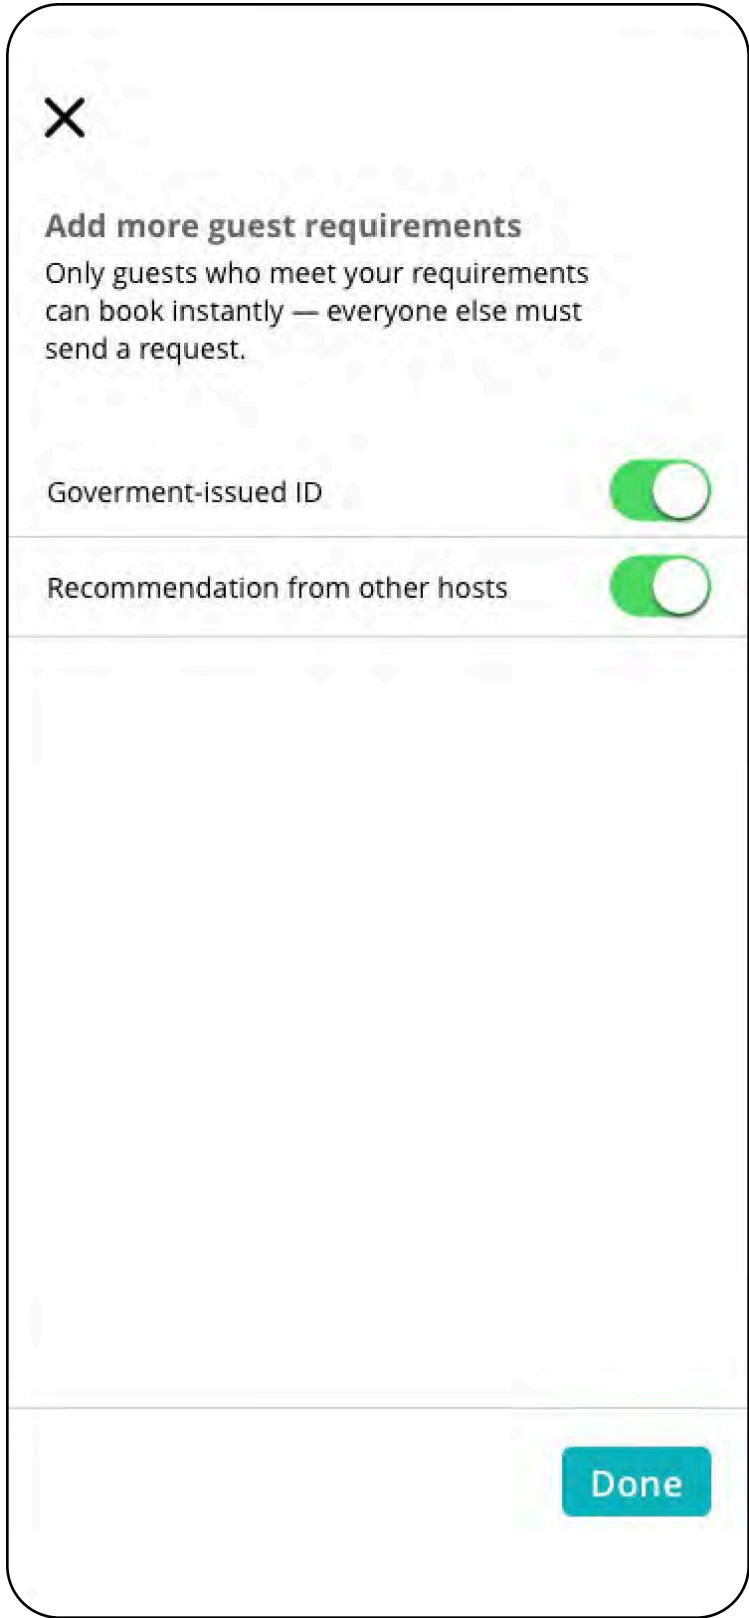 Add more guest requirements
Only guests who meet your requirements
can book instantly — everyone else must
send a request.
Goverment-issued ID
Recommendation from other hosts
Done